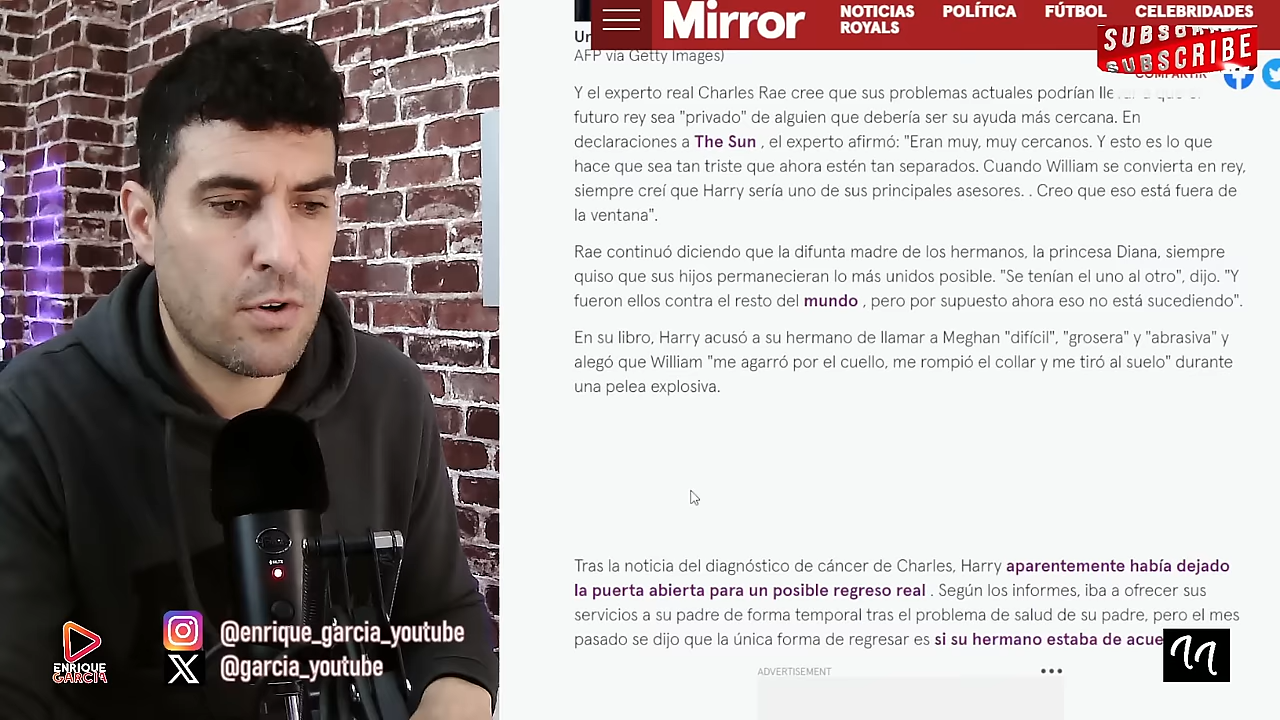 Mirror
NOTICIAS
ROYALS
POLÍTICA
FÚTBOL
CELEBRIDADES
SUBSCRIBE
AFP via Getty Images)
COMPARTIR
Y el experto real Charles Rae cree que sus problemas actuales podrían
futuro rey sea "privado" de alguien que debería ser su ayuda más cercana. En
declaraciones a The Sun , el experto afirmó: "Eran muy, muy cercanos. Y esto es lo que
hace que sea tan triste que ahora estén tan separados. Cuando William se convierta en rey,
siempre creí que Harry sería uno de sus principales asesores. . Creo que eso está fuera de
la ventana".
Rae continuó diciendo que la difunta madre de los hermanos, la princesa Diana, siempre
quiso que sus hijos permanecieran lo más unidos posible. "Se tenían el uno al otro", dijo. "Y
fueron ellos contra el resto del mundo , pero por supuesto ahora eso no está sucediendo".
En su libro, Harry acusó a su hermano de llamar a Meghan "difícil", "grosera" y "abrasiva" y
alegó que William "me agarró por el cuello, me rompió el collar y me tiró al suelo" durante
una pelea explosiva.
Tras la noticia del diagnóstico de cáncer de Charles, Harry aparentemente había dejado
la puerta abierta para un posible regreso real . Según los informes, iba a ofrecer sus
servicios a su padre de forma temporal tras el problema de salud de su padre, pero el mes
pasado se dijo que la única forma de regresar es si su hermano estaba de
ADVERTISEMENT
@enrique_garcia_youtube
@garcia_youtube
ENRIQUE
GARCIA